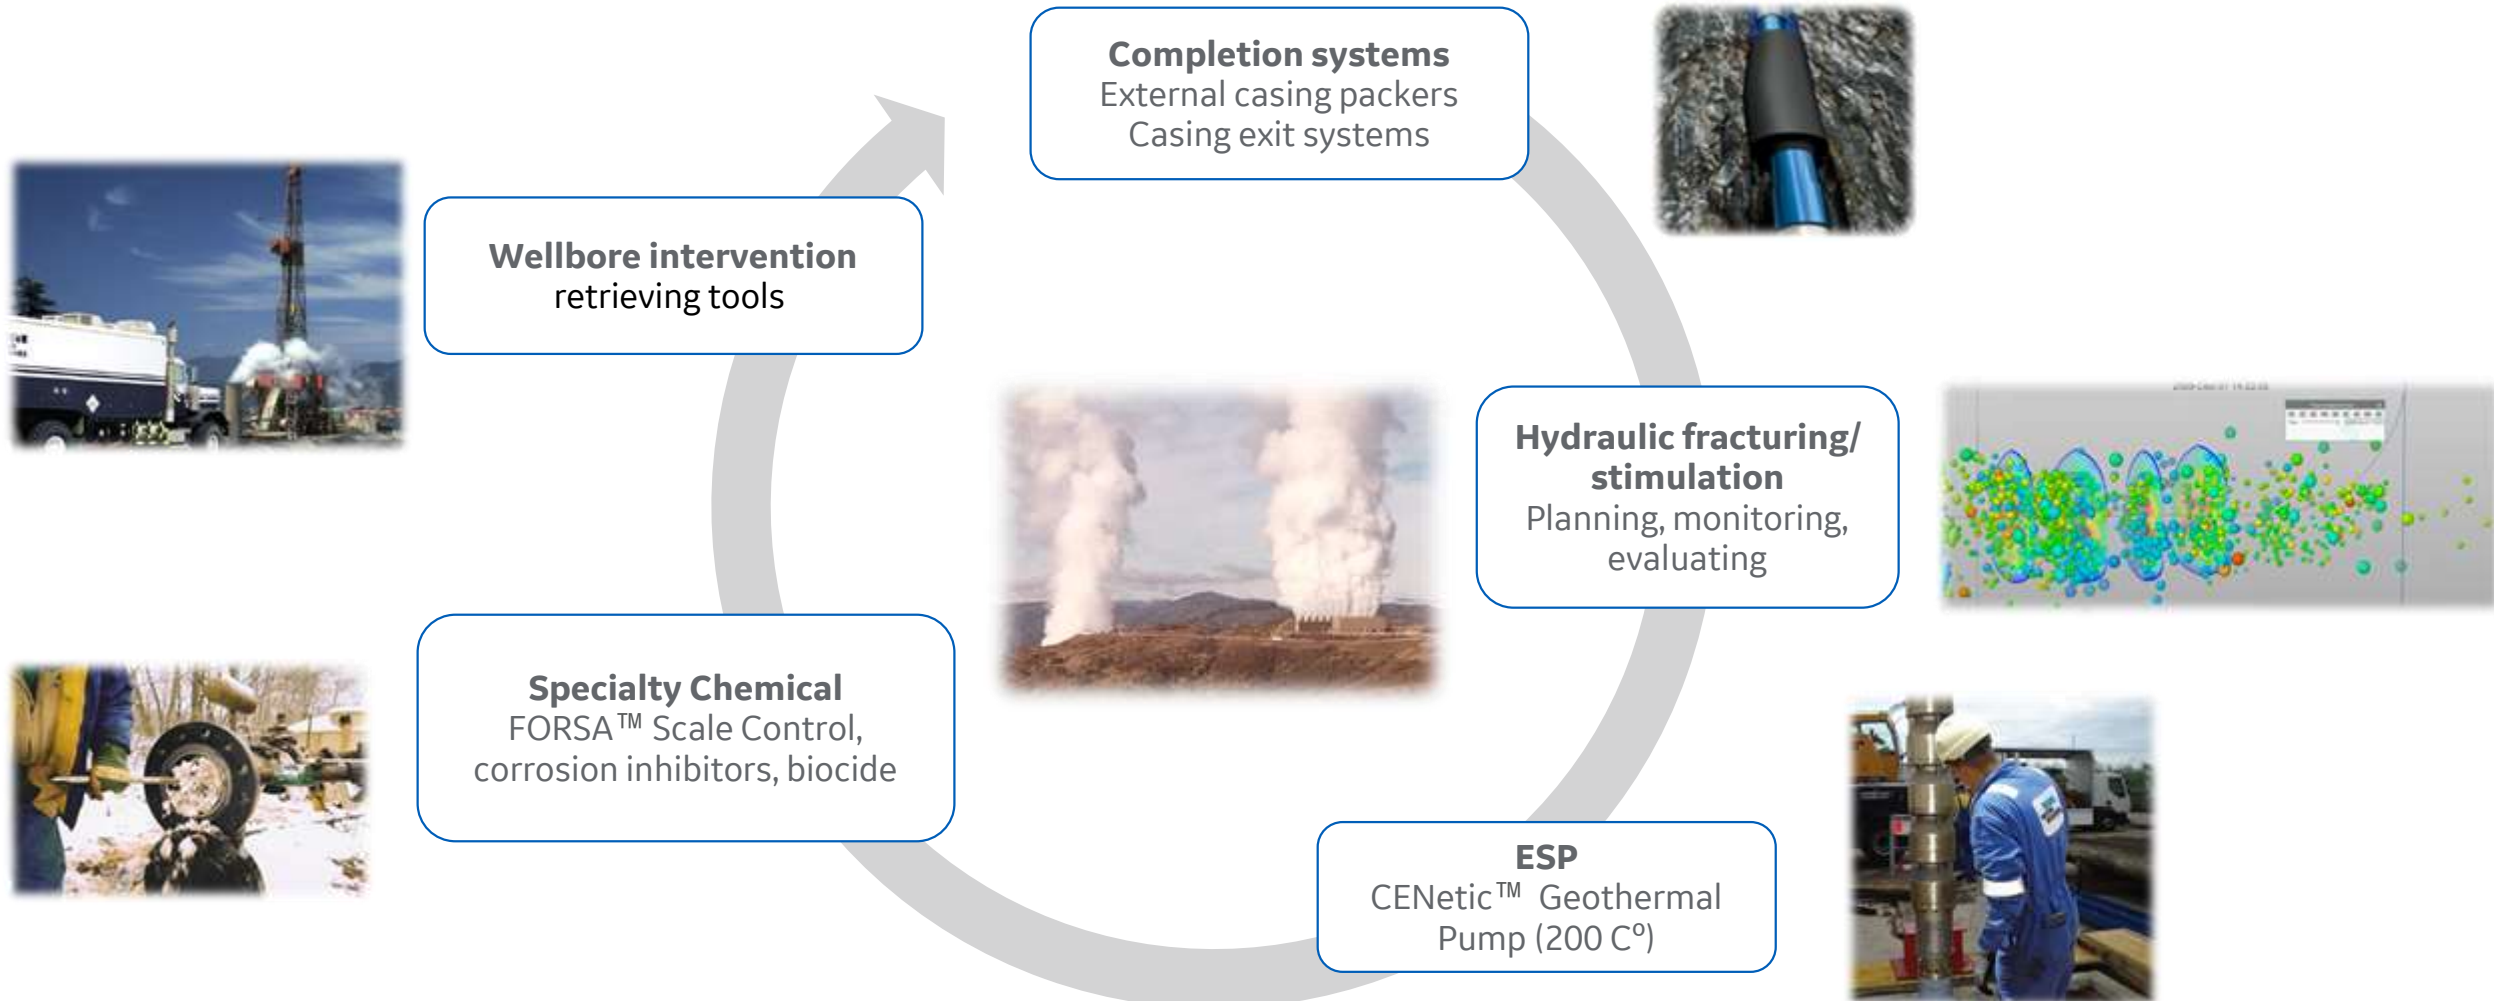 Completion systems
External casing packers
Casing exit systems
Wellbore intervention
retrieving tools
Hydraulic fracturing/
stimulation
Planning, monitoring,
evaluating
Specialty Chemical
FORSA™ Scale Control,
corrosion inhibitors, biocide
ESP
CENetic™ Geothermal
Pump (200 Cº)